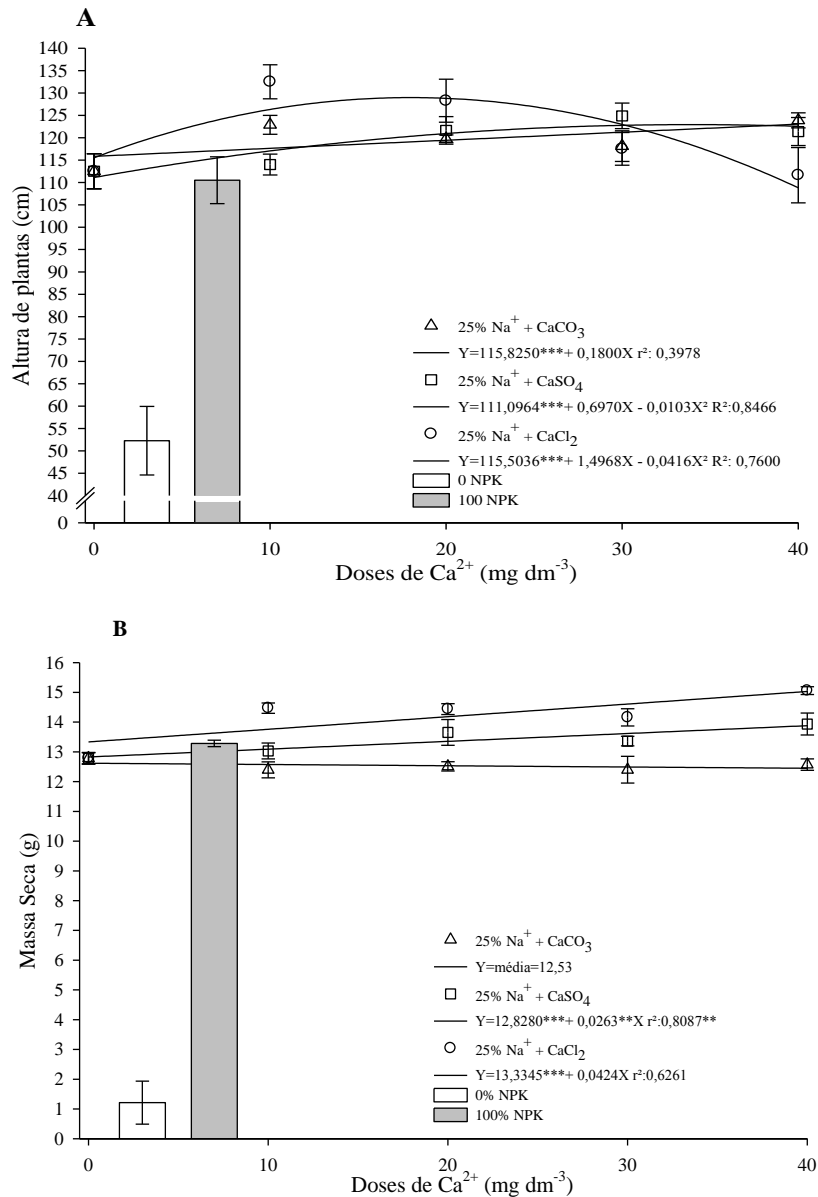 A
Altura de plantas (cm)
140
135
130
125
120
115
110
105
100
95
90
85
80
75
70
65
60
55
50
45
40
0
25% Na⁺ + CaCO₃
Y=115,8250***+ 0,1800X r²: 0,3978
25% Na⁺ + CaSO₄
Y=111,0964***+ 0,6970X - 0,0103X² R²:0,8466
25% Na⁺ + CaCl₂
Y=115,5036***+ 1,4968X - 0,0416X² R²: 0,7600
0 NPK
100 NPK
0 10 20 30 40
Doses de Ca²⁺ (mg dm⁻³)
B
Massa Seca (g)
16
15
14
13
12
11
10
9
8
7
6
5
4
3
2
1
0
25% Na⁺ + CaCO₃
Y=média=12,53
25% Na⁺ + CaSO₄
Y=12,8280***+ 0,0263**X r²:0,8087**
25% Na⁺ + CaCl₂
Y=13,3345***+ 0,0424X r²:0,6261
0% NPK
100% NPK
0 10 20 30 40
Doses de Ca²⁺ (mg dm⁻³)